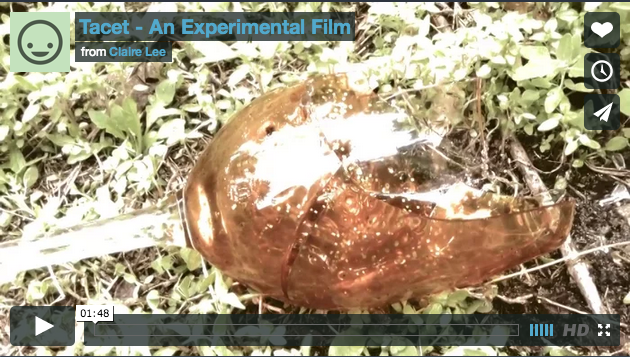 Tacet - An Experimental Film
from Claire Lee
01:48
HD